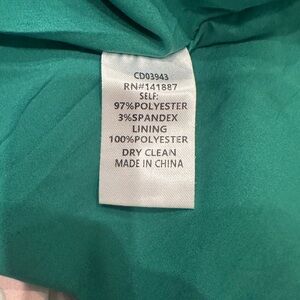 CD03943
RN#141887
SELF:
97%POLYESTER
3%SPANDEX
LINING
100%POLYESTER
DRY CLEAN
MADE IN CHINA